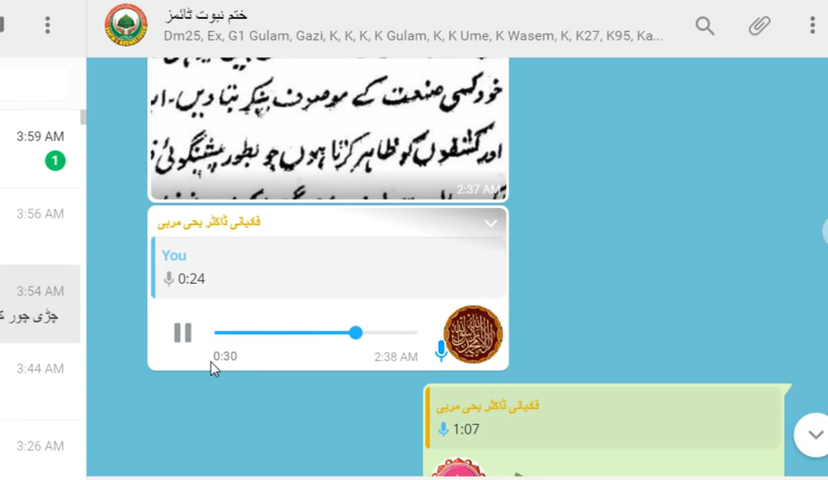 ختم نبوت ٹائمز
Dm25, Ex, G1 Gulam, Gazi, K, K, K, K Gulam, K, K Ume, K Wasem, K, K27, K95, Ka...
3:59 AM
1
3:56 AM
3:54 AM
چڑی چور ک
3:44 AM
3:26 AM
خود کسی صنعت کے موصوف بنکر بتا دیں۔
اور کشفوں کو ظاہر کرتا ہوں جو بطور پیشگوئی
2:37 AM
قادیانی ڈاکٹر یحی مربی
You
0:24
0:30
2:38 AM
قادیانی ڈاکٹر یحی مربی
1:07